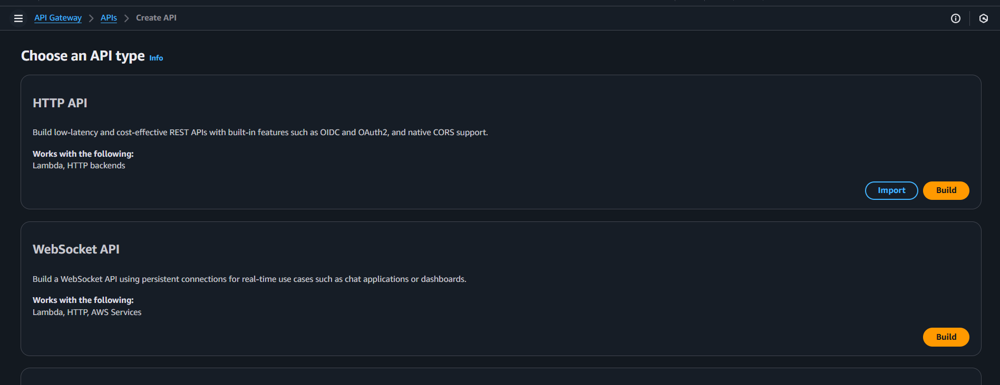 API Gateway > APIs > Create API
Choose an API type Info
HTTP API
Build low-latency and cost-effective REST APIs with built-in features such as OIDC and OAuth2, and native CORS support.
Works with the following:
Lambda, HTTP backends
Import Build
WebSocket API
Build a WebSocket API using persistent connections for real-time use cases such as chat applications or dashboards.
Works with the following:
Lambda, HTTP, AWS Services
Build